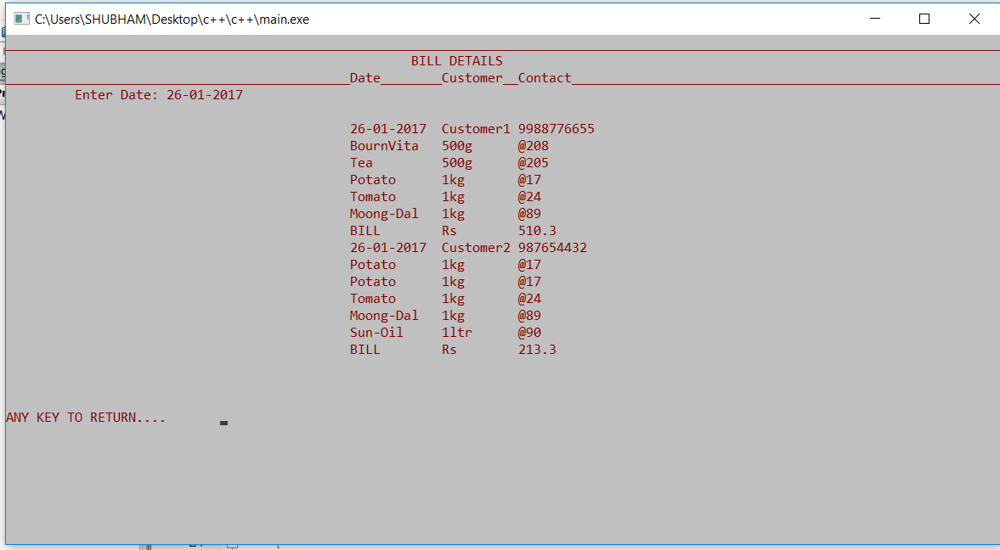 C:\Users\SHUBHAM\Desktop\c++\c++\main.exe
BILL DETAILS
Date Customer Contact
Enter Date: 26-01-2017
26-01-2017 Customer1 9988776655
BournVita 500g @208
Tea 500g @205
Potato 1kg @17
Tomato 1kg @24
Moong-Dal 1kg @89
BILL Rs 510.3
26-01-2017 Customer2 987654432
Potato 1kg @17
Potato 1kg @17
Tomato 1kg @24
Moong-Dal 1kg @89
Sun-Oil 1ltr @90
BILL Rs 213.3
ANY KEY TO RETURN....